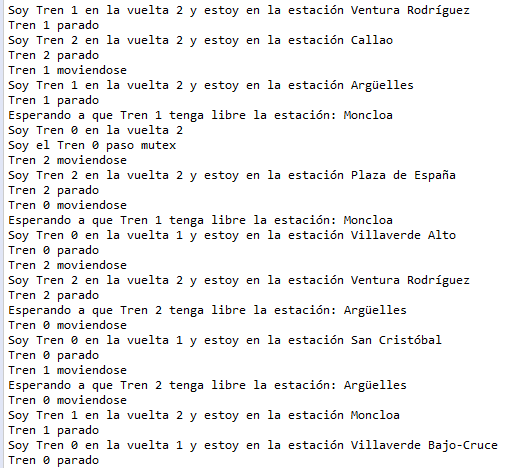 Soy Tren 1 en la vuelta 2 y estoy en la estación Ventura Rodríguez
Tren 1 parado
Soy Tren 2 en la vuelta 2 y estoy en la estación Callao
Tren 2 parado
Tren 1 moviendose
Soy Tren 1 en la vuelta 2 y estoy en la estación Argüelles
Tren 1 parado
Esperando a que Tren 1 tenga libre la estación: Moncloa
Soy Tren 0 en la vuelta 2
Soy el Tren 0 paso mutex
Tren 2 moviendose
Soy Tren 2 en la vuelta 2 y estoy en la estación Plaza de España
Tren 2 parado
Tren 0 moviendose
Esperando a que Tren 1 tenga libre la estación: Moncloa
Soy Tren 0 en la vuelta 1 y estoy en la estación Villaverde Alto
Tren 0 parado
Tren 2 moviendose
Soy Tren 2 en la vuelta 2 y estoy en la estación Ventura Rodríguez
Tren 2 parado
Esperando a que Tren 2 tenga libre la estación: Argüelles
Tren 0 moviendose
Soy Tren 0 en la vuelta 1 y estoy en la estación San Cristóbal
Tren 0 parado
Tren 1 moviendose
Esperando a que Tren 2 tenga libre la estación: Argüelles
Tren 0 moviendose
Soy Tren 1 en la vuelta 2 y estoy en la estación Moncloa
Tren 1 parado
Soy Tren 0 en la vuelta 1 y estoy en la estación Villaverde Bajo-Cruce
Tren 0 parado